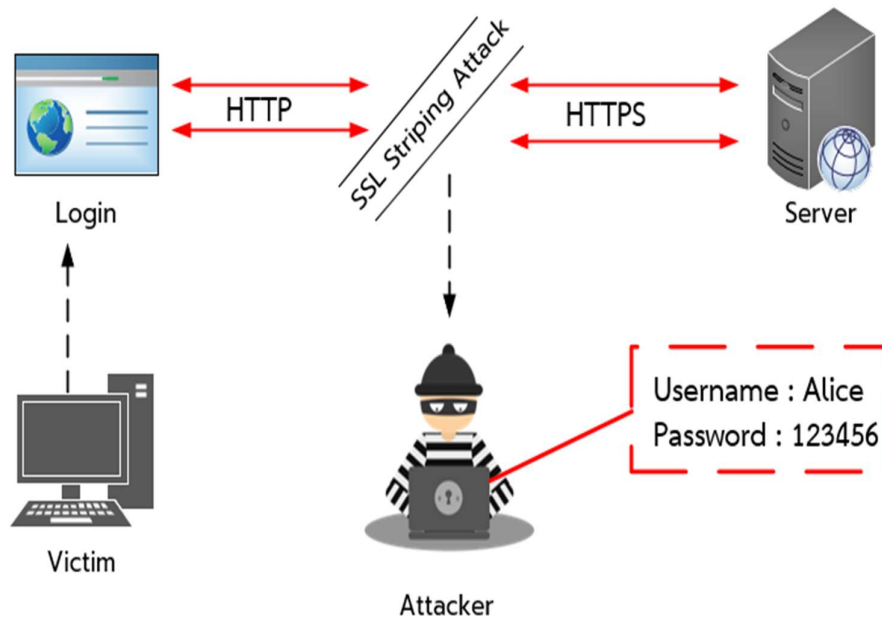 HTTP
SSL Striping Attack
HTTPS
Login
Server
Username : Alice
Password : 123456
Victim
Attacker